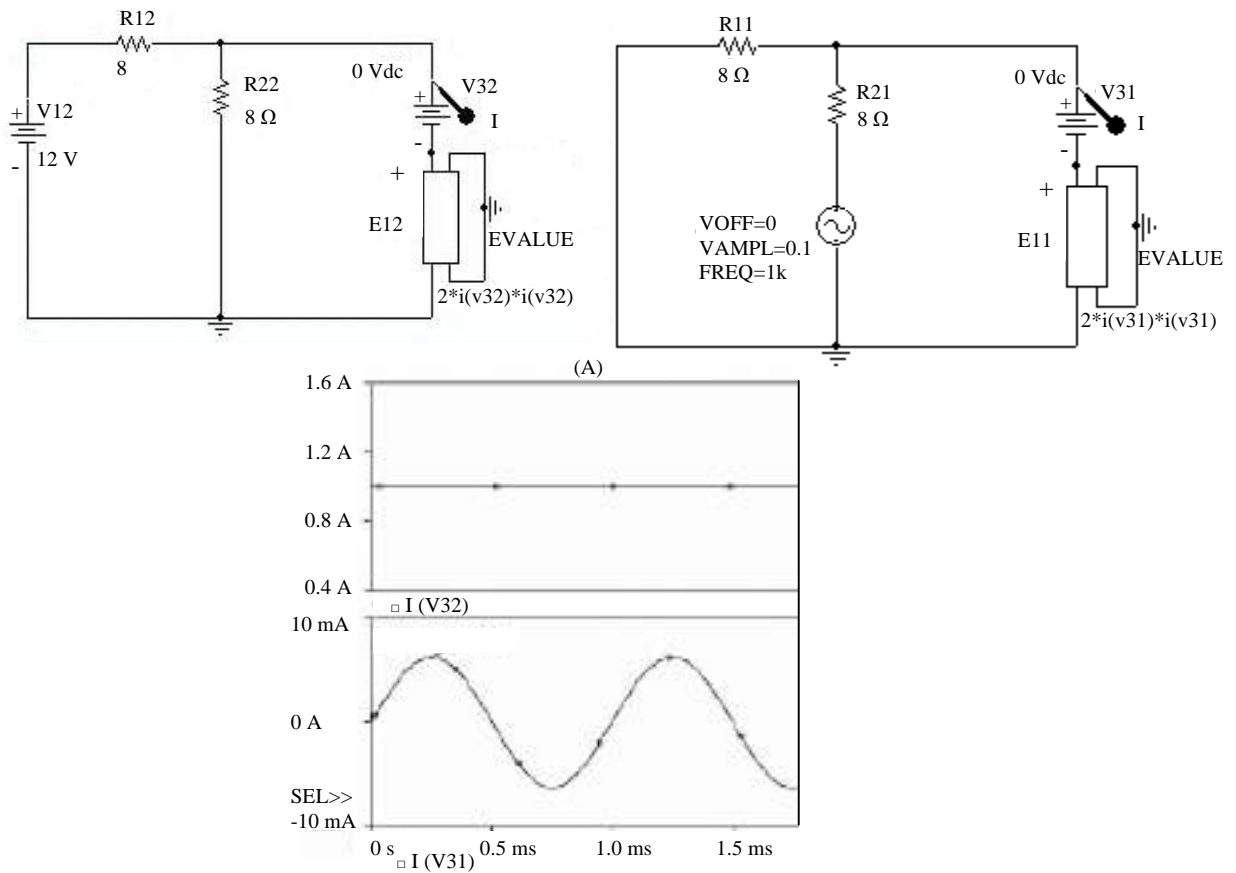 R12
8
R22
8 Ω
V12
12 V
+
-
0 Vdc
V32
+
I
-
+
E12
EVALUE
2*i(v32)*i(v32)
R11
8 Ω
R21
8 Ω
0 Vdc
V31
+
I
-
+
VOFF=0
VAMPL=0.1
FREQ=1k
E11
EVALUE
2*i(v31)*i(v31)
(A)
1.6 A
1.2 A
0.8 A
0.4 A
□ I (V32)
10 mA
0 A
SEL>>
-10 mA
0 s 0.5 ms 1.0 ms 1.5 ms
□ I (V31)